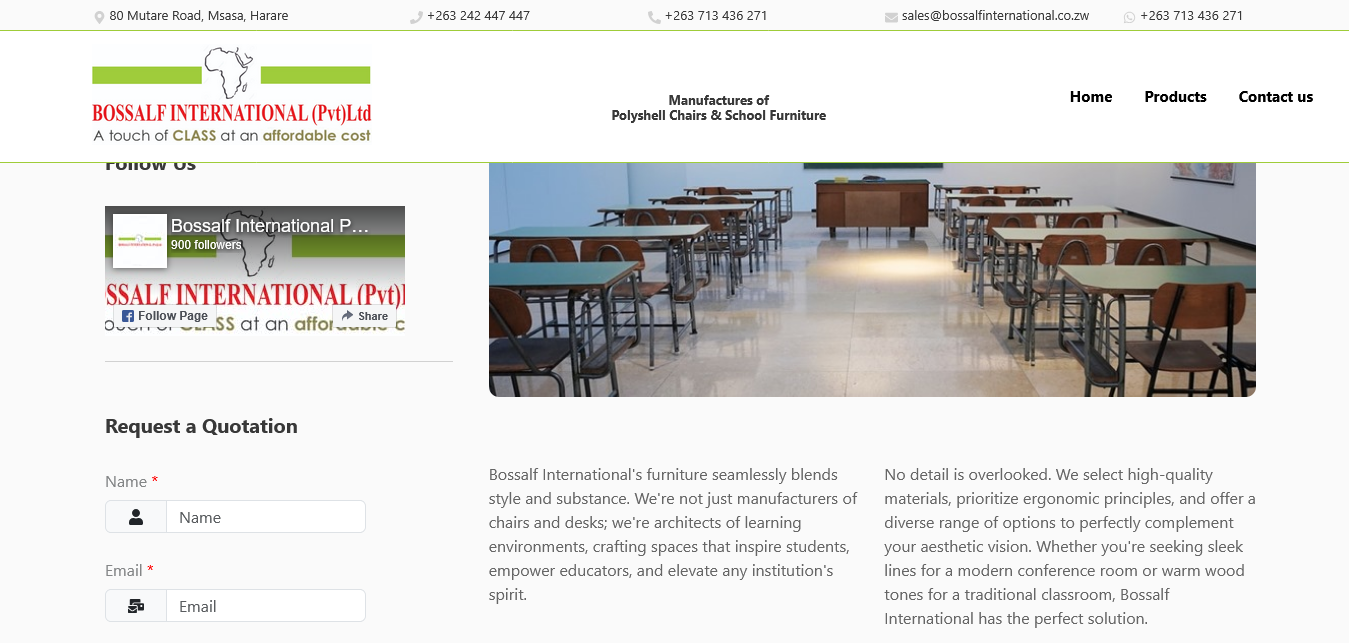 80 Mutare Road, Msasa, Harare
+263 242 447 447
+263 713 436 271
sales@bossalfinternational.co.zw
+263 713 436 271
BOSSALF INTERNATIONAL (Pvt)Ltd
A touch of CLASS at an affordable cost
Manufactures of
Polyshell Chairs & School Furniture
Home
Products
Contact us
Follow Us
Bossalf International P...
900 followers
SSALF INTERNATIONAL (Pvt)
Follow Page
Share
touch of CLASS at an affordable c
Request a Quotation
Name *
Name
Email *
Email
Bossalf International's furniture seamlessly blends
style and substance. We're not just manufacturers of
chairs and desks; we're architects of learning
environments, crafting spaces that inspire students,
empower educators, and elevate any institution's
spirit.
No detail is overlooked. We select high-quality
materials, prioritize ergonomic principles, and offer a
diverse range of options to perfectly complement
your aesthetic vision. Whether you're seeking sleek
lines for a modern conference room or warm wood
tones for a traditional classroom, Bossalf
International has the perfect solution.